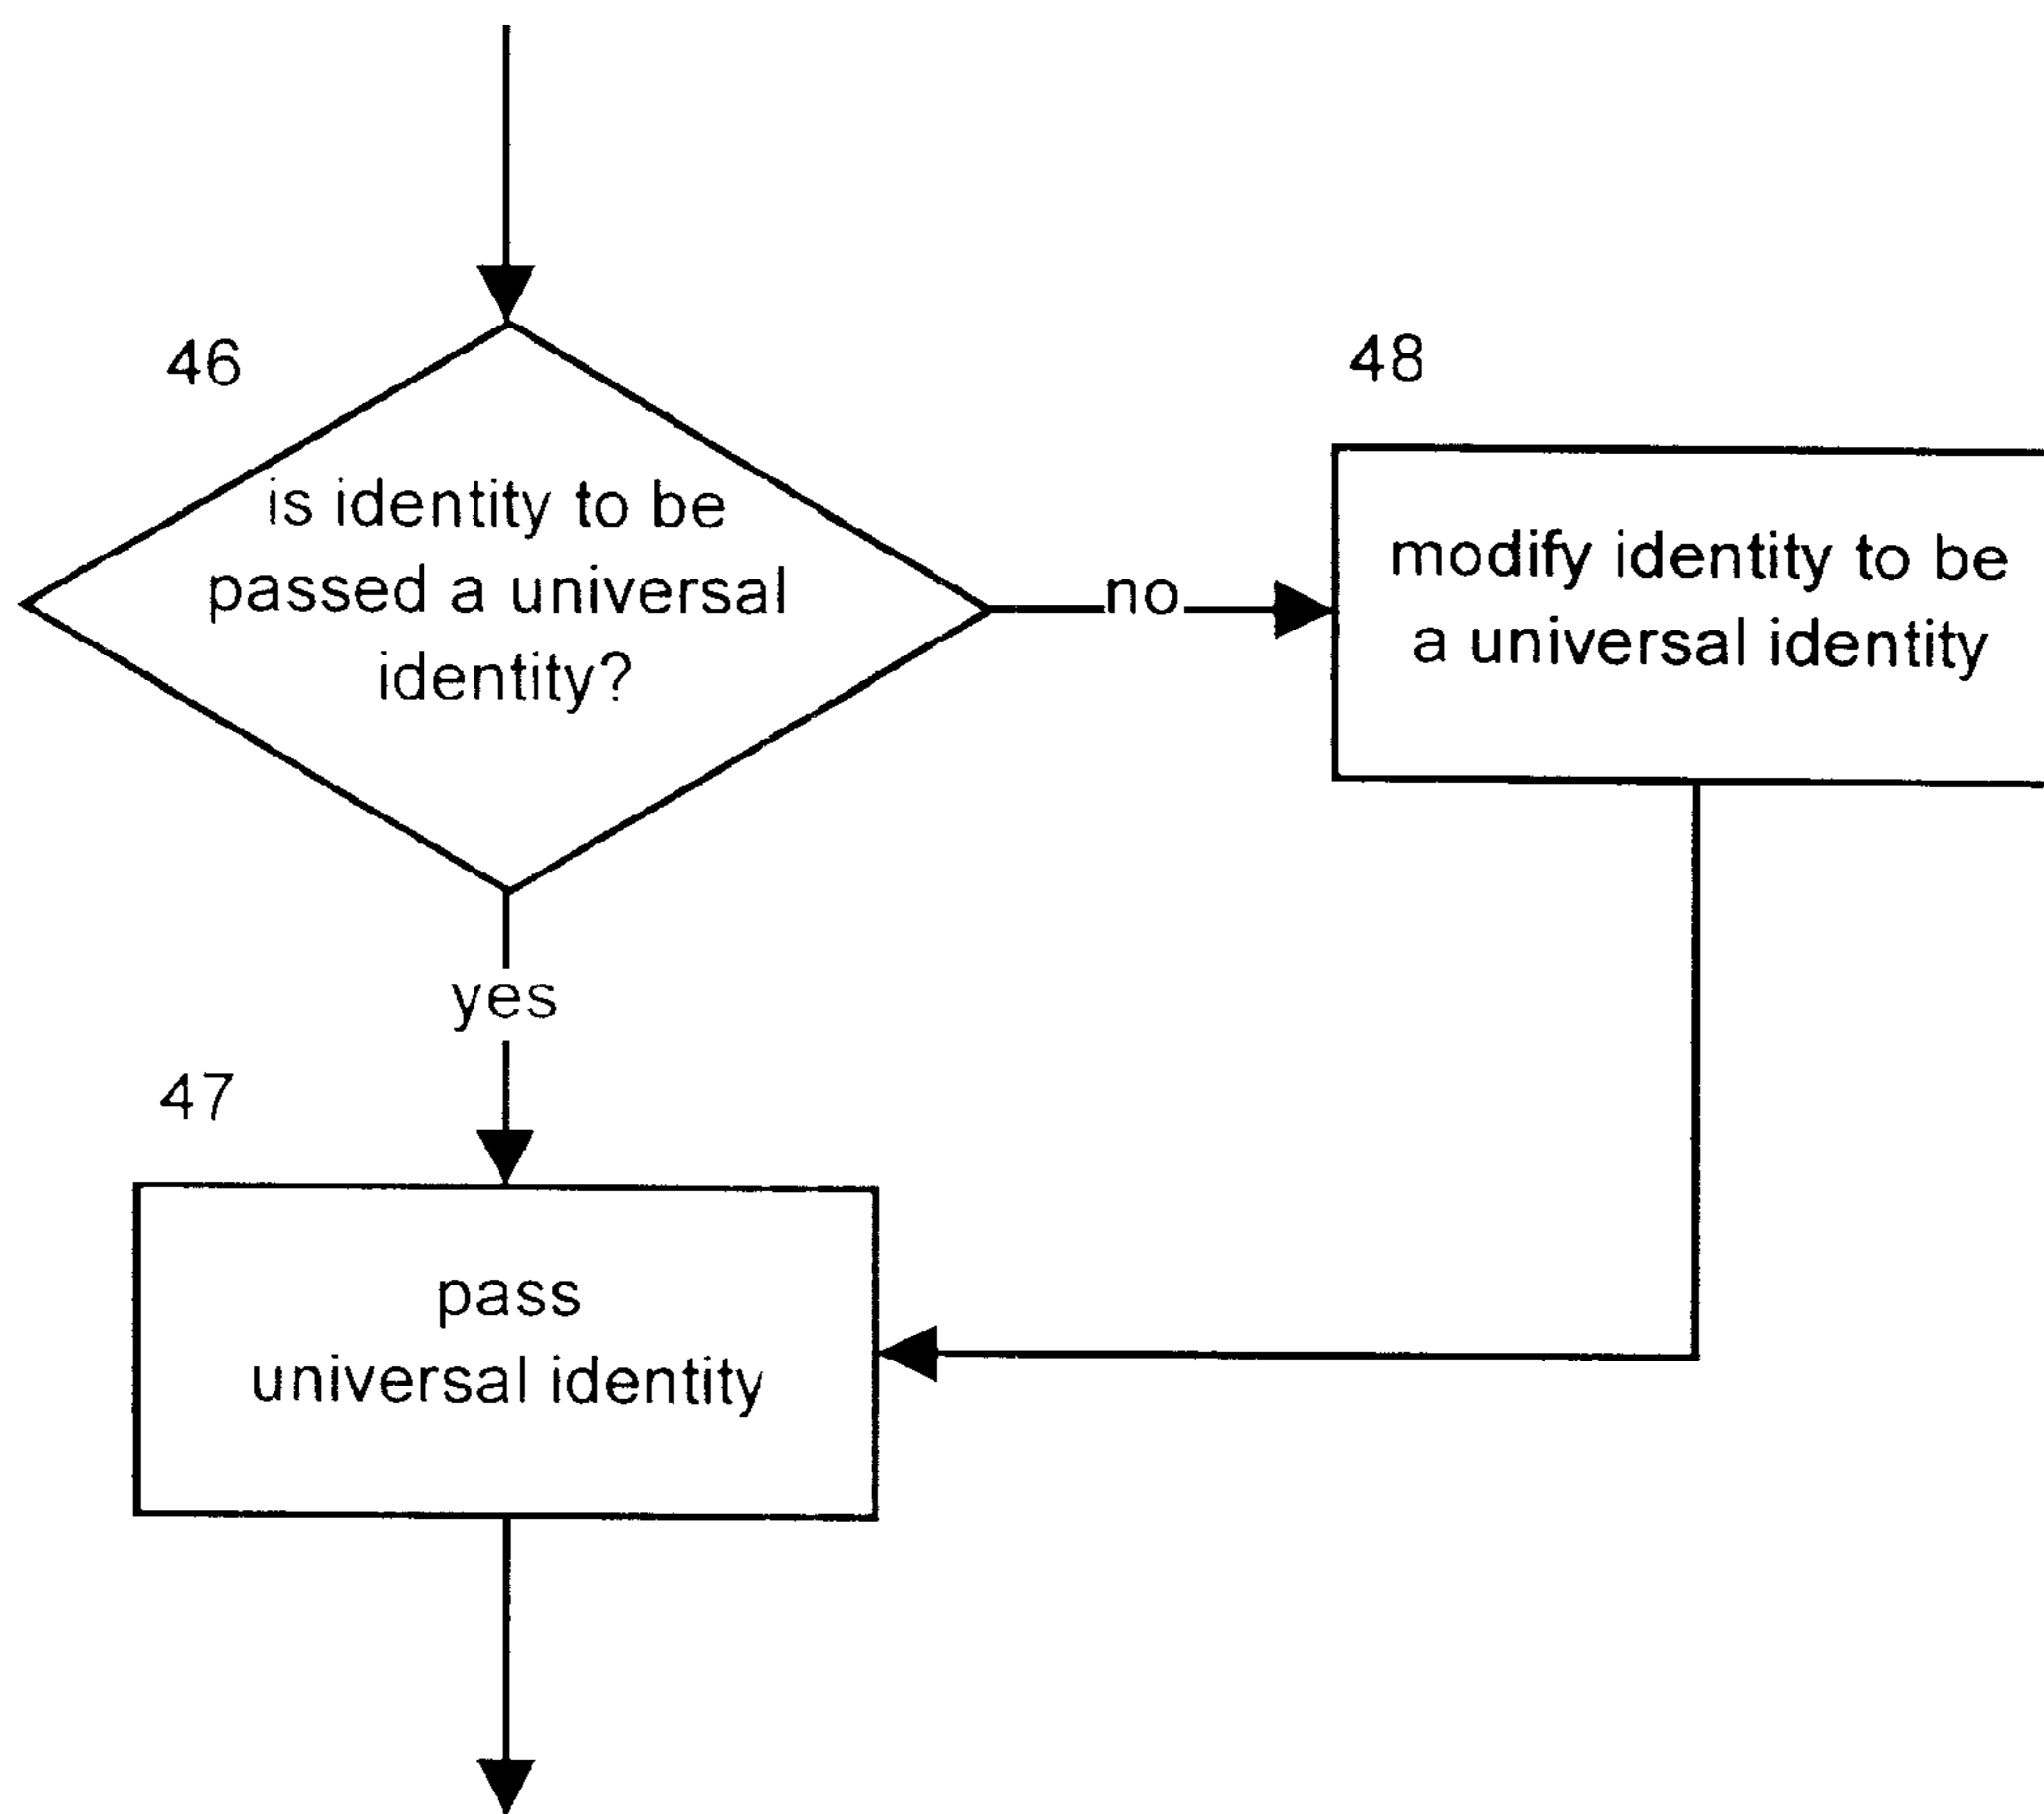 46
is identity to be
passed a universal
identity?
no
48
modify identity to be
a universal identity
yes
47
pass
universal identity